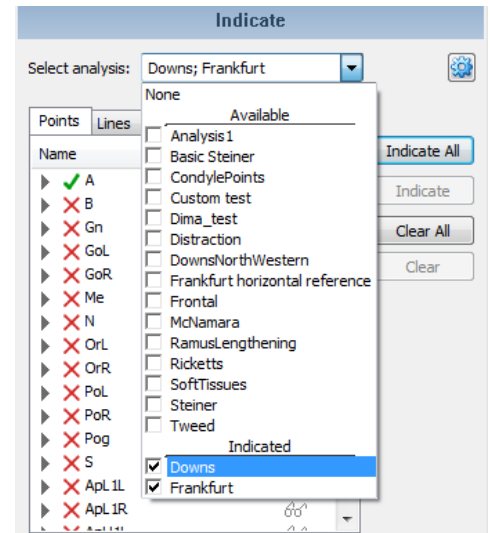 Indicate
Select analysis: Downs; Frankfurt
None
Available
Analysis1
Basic Steiner
CondylePoints
Custom test
Dima_test
Distraction
DownsNorthWestern
Frankfurt horizontal reference
Frontal
McNamara
RamusLengthening
Ricketts
SoftTissues
Steiner
Tweed
Indicated
Downs
Frankfurt
Points Lines
Name
A
B
Gn
GoL
GoR
Me
N
OrL
OrR
PoL
PoR
Pog
S
ApL1L
ApL1R
Indicate All
Indicate
Clear All
Clear